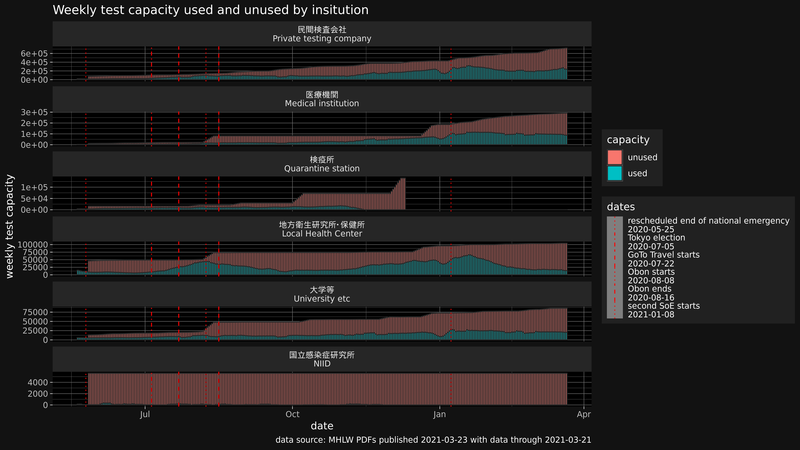 Weekly test capacity used and unused by insitution
民間検査会社
Private testing company
6e+05
4e+05
2e+05
0e+00
医療機関
Medical institution
3e+05
2e+05
1e+05
0e+00
検疫所
Quarantine station
1e+05
5e+04
0e+00
地方衛生研究所・保健所
Local Health Center
100000
75000
50000
25000
0
大学等
University etc
75000
50000
25000
0
国立感染症研究所
NIID
4000
2000
0
Jul
Oct
Jan
Apr
date
weekly test capacity
capacity
unused
used
dates
rescheduled end of national emergency
2020-05-25
Tokyo election
2020-07-05
GoTo Travel starts
2020-07-22
Obon starts
2020-08-08
Obon ends
2020-08-16
second SoE starts
2021-01-08
data source: MHLW PDFs published 2021-03-23 with data through 2021-03-21